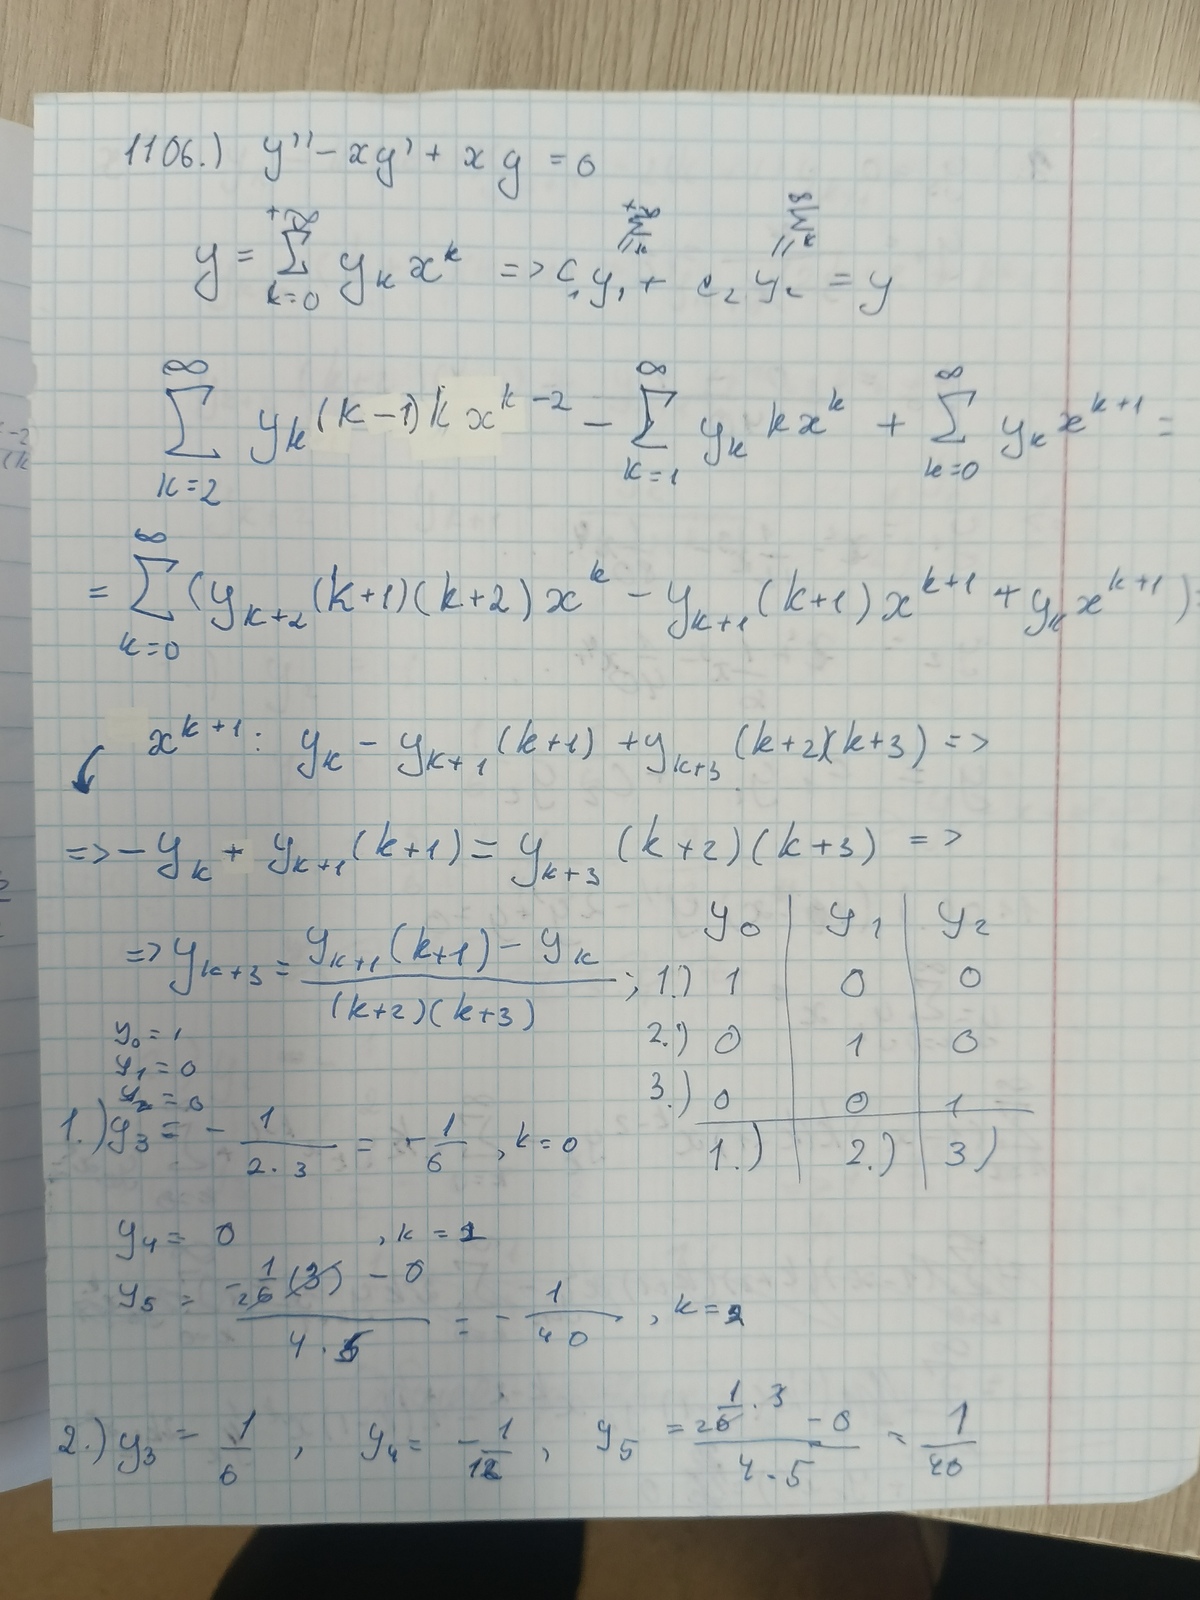 1106.) y'' - xy' + xy = 0
y = +∞ Σ k=0 y_k x^k => c_1 y_1 + c_2 y_2 = y
∞ Σ k=2 y_k (k-1) k x^{k-2} - ∞ Σ k=1 y_k k x^k + ∞ Σ k=0 y_k x^{k+1} =
= ∞ Σ k=0 (y_{k+2} (k+1)(k+2) x^k - y_{k+1} (k+1) x^{k+1} + y_k x^{k+1})=
x^{k+1}: y_k - y_{k+1} (k+1) + y_{k+3} (k+2)(k+3) =>
=> - y_k + y_{k+1} (k+1) = y_{k+3} (k+2)(k+3) =>
=> y_{k+3} = (y_{k+1} (k+1) - y_k) / ((k+2)(k+3)) ;
y_0 | y_1 | y_2
1.) 1 | 0 | 0
2.) 0 | 1 | 0
3.) 0 | 0 | 1
1.) | 2.) | 3)
y_0 = 1
y_1 = 0
y_2 = 0
1.) y_3 = - 1/(2·3) = - 1/6 , k=0
y_4 = 0 , k = 1
y_5 = (-1/6 (3) - 0)/(4·5) = - 1/40 , k = 2
2.) y_3 = 1/6 , y_4 = - 1/12 , y_5 = (1/6 · 3 - 0)/(4·5) = 1/40